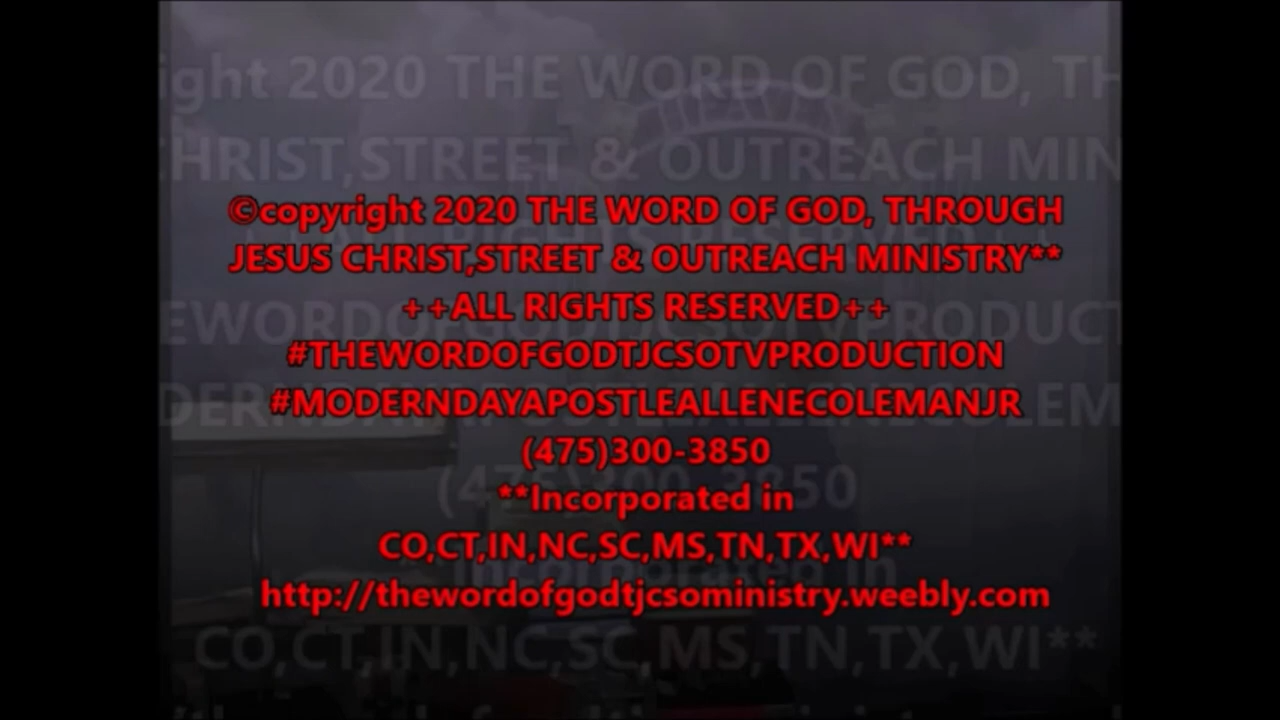 ©copyright 2020 THE WORD OF GOD, THROUGH
JESUS CHRIST,STREET & OUTREACH MINISTRY**
++ALL RIGHTS RESERVED++
#THEWORDOFGODTJCSOTVPRODUCTION
#MODERNDAYAPOSTLEALLENECOLEMANJR
(475)300-3850
**Incorporated in
CO,CT,IN,NC,SC,MS,TN,TX,WI**
http://thewordofgodtjcsoministry.weebly.com